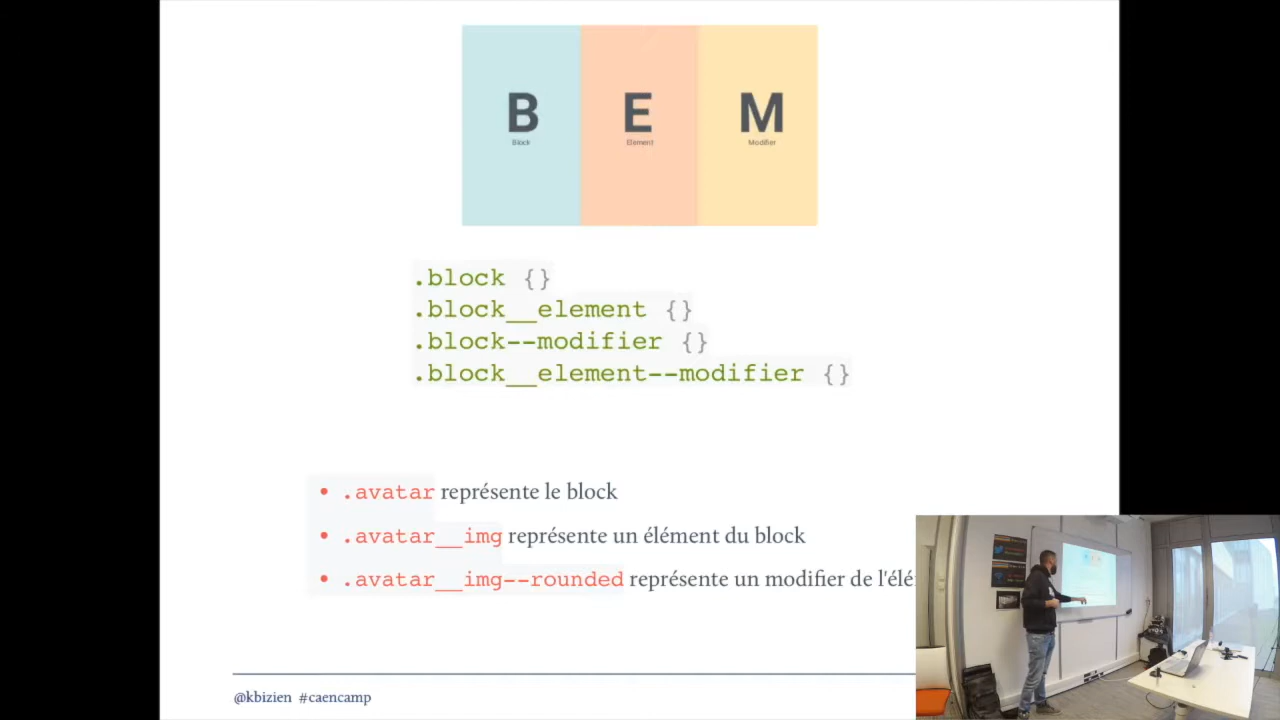 B E M
Block Element Modifier
.block {}
.block__element {}
.block--modifier {}
.block__element--modifier {}
• .avatar représente le block
• .avatar__img représente un élément du block
• .avatar__img--rounded représente un modifier de l'élé
@kbizien #caencamp